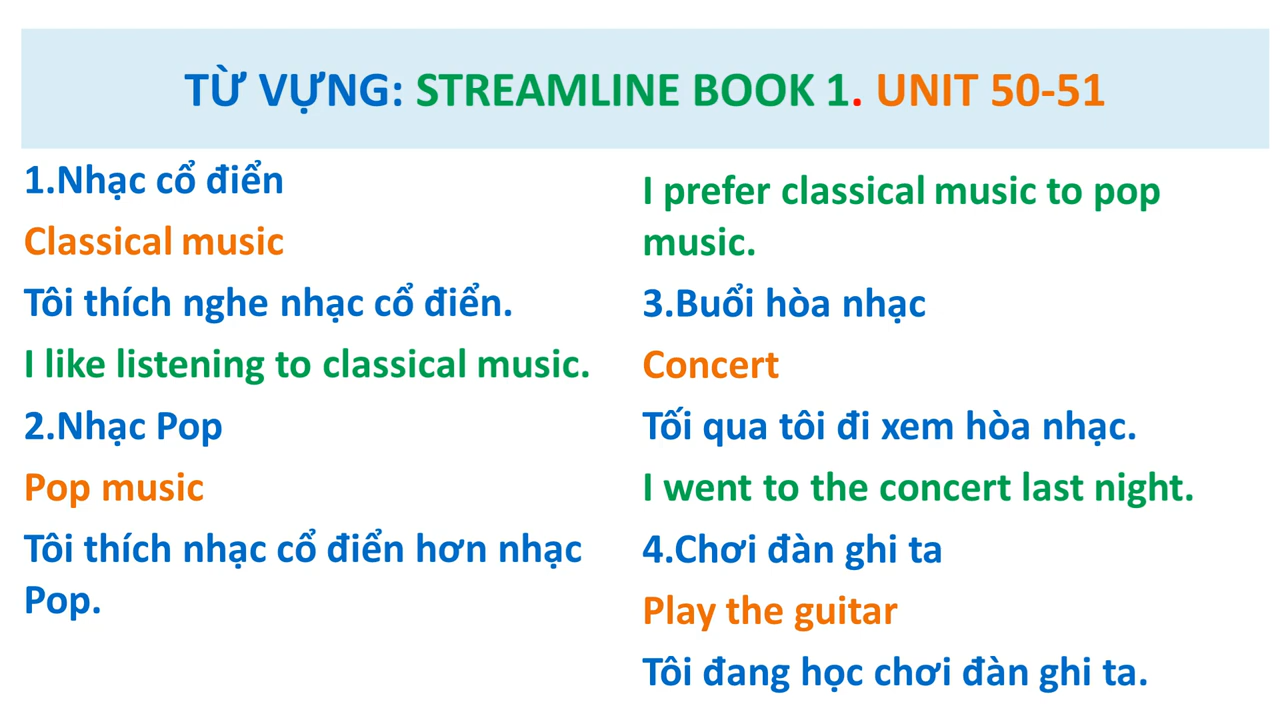 TỪ VỰNG: STREAMLINE BOOK 1. UNIT 50-51
1.Nhạc cổ điển
Classical music
Tôi thích nghe nhạc cổ điển.
I like listening to classical music.
2.Nhạc Pop
Pop music
Tôi thích nhạc cổ điển hơn nhạc
Pop.
I prefer classical music to pop
music.
3.Buổi hòa nhạc
Concert
Tối qua tôi đi xem hòa nhạc.
I went to the concert last night.
4.Chơi đàn ghi ta
Play the guitar
Tôi đang học chơi đàn ghi ta.